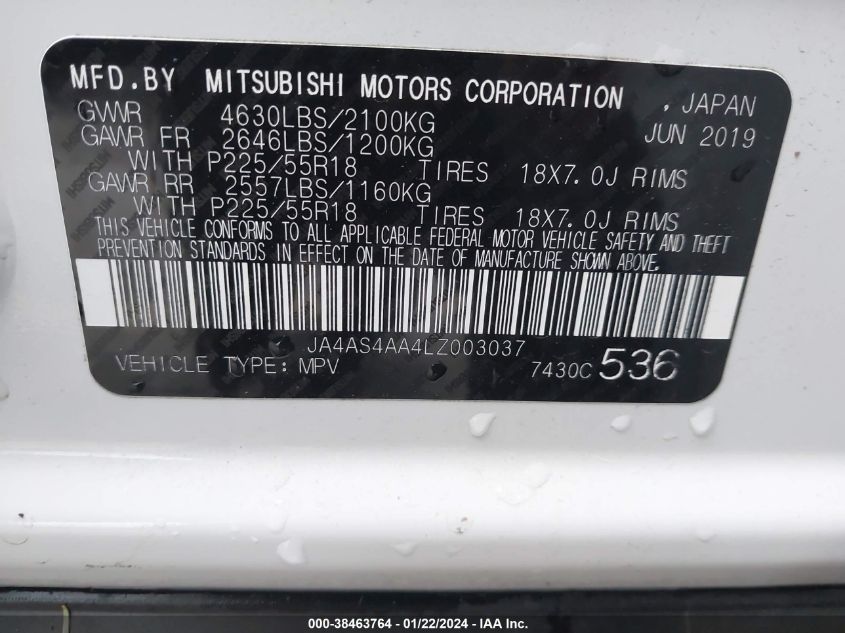 MFD.BY MITSUBISHI MOTORS CORPORATION , JAPAN
GVWR 4630LBS/2100KG JUN 2019
GAWR FR 2646LBS/1200KG
WITH P225/55R18 TIRES 18X7.0J RIMS
GAWR RR 2557LBS/1160KG
WITH P225/55R18 TIRES 18X7.0J RIMS
THIS VEHICLE CONFORMS TO ALL APPLICABLE FEDERAL MOTOR VEHICLE SAFETY AND THEFT
PREVENTION STANDARDS IN EFFECT ON THE DATE OF MANUFACTURE SHOWN ABOVE.
JA4AS4AA4LZ003037
VEHICLE TYPE: MPV 7430C 536
000-38463764 - 01/22/2024 - IAA Inc.